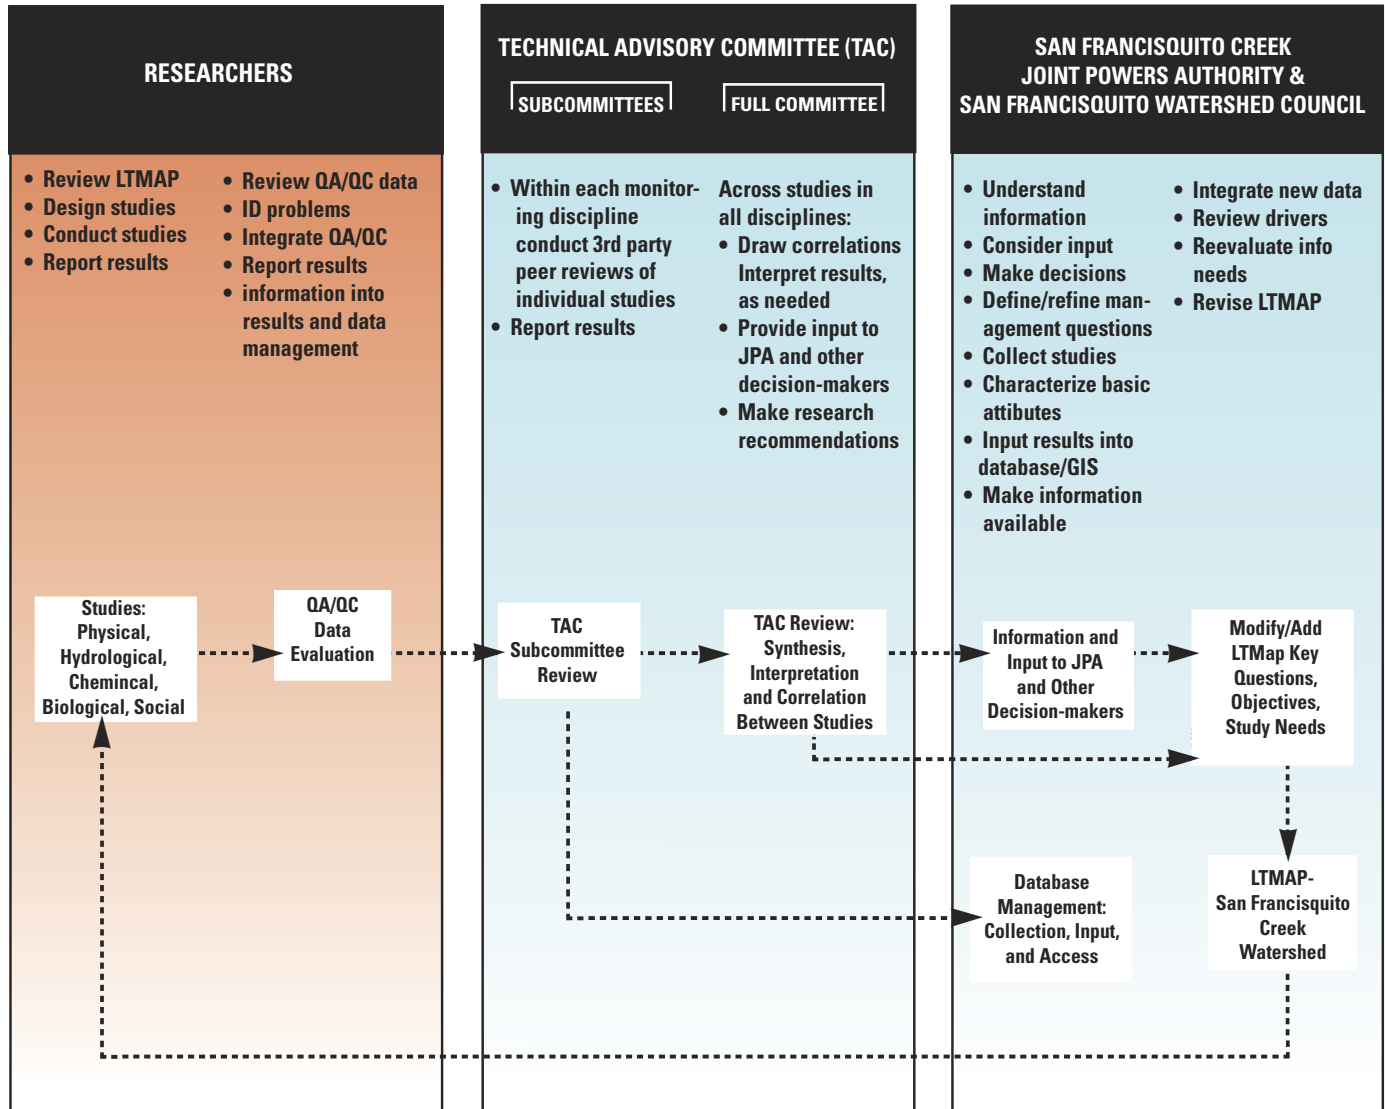 RESEARCHERS
• Review LTMAP
• Design studies
• Conduct studies
• Report results
• Review QA/QC data
• ID problems
• Integrate QA/QC
• Report results
• information into
results and data
management
TECHNICAL ADVISORY COMMITTEE (TAC)
SUBCOMMITTEES
FULL COMMITTEE
• Within each monitor-
ing discipline
conduct 3rd party
peer reviews of
individual studies
• Report results
Across studies in
all disciplines:
• Draw correlations
Interpret results,
as needed
• Provide input to
JPA and other
decision-makers
• Make research
recommendations
SAN FRANCISQUITO CREEK
JOINT POWERS AUTHORITY &
SAN FRANCISQUITO WATERSHED COUNCIL
• Understand
information
• Consider input
• Make decisions
• Define/refine man-
agement questions
• Collect studies
• Characterize basic
attibutes
• Input results into
database/GIS
• Make information
available
• Integrate new data
• Review drivers
• Reevaluate info
needs
• Revise LTMAP
Studies:
Physical,
Hydrological,
Chemincal,
Biological, Social
QA/QC
Data
Evaluation
TAC
Subcommittee
Review
TAC Review:
Synthesis,
Interpretation
and Correlation
Between Studies
Information and
Input to JPA
and Other
Decision-makers
Modify/Add
LTMap Key
Questions,
Objectives,
Study Needs
Database
Management:
Collection, Input,
and Access
LTMAP-
San Francisquito
Creek
Watershed